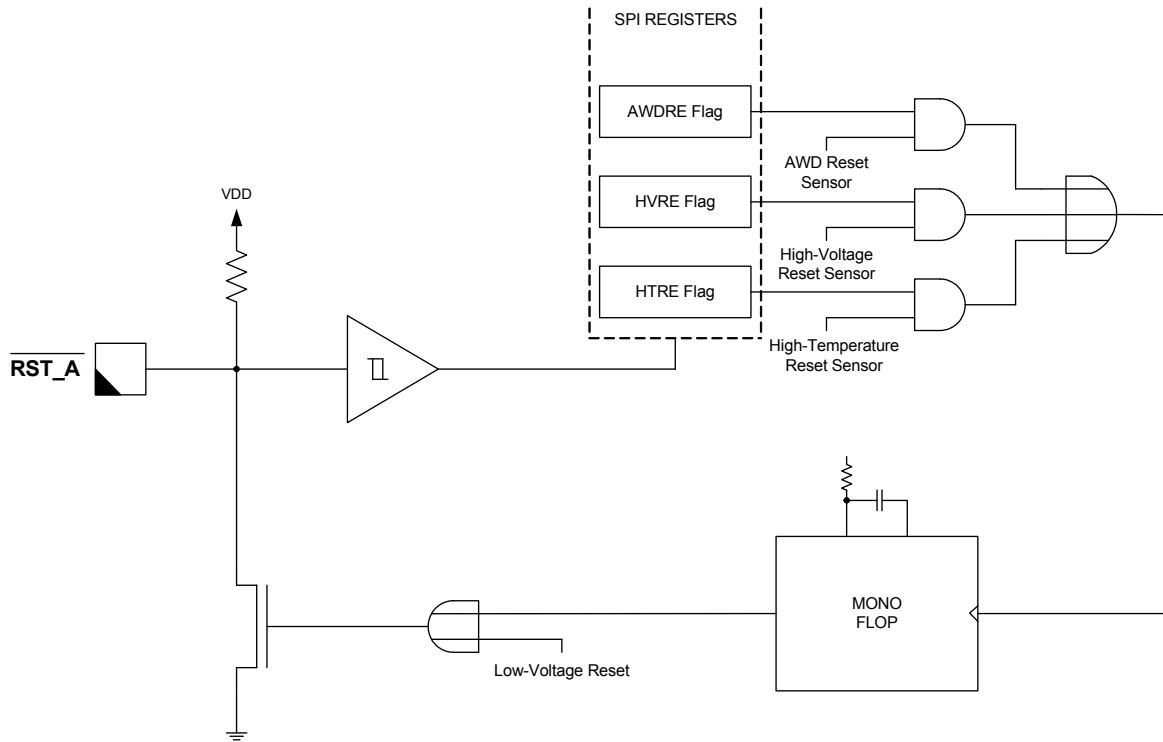 SPI REGISTERS
AWDRE Flag
AWD Reset
Sensor
VDD
HVRE Flag
High-Voltage
Reset Sensor
HTRE Flag
High-Temperature
Reset Sensor
RST_A
MONO
FLOP
Low-Voltage Reset